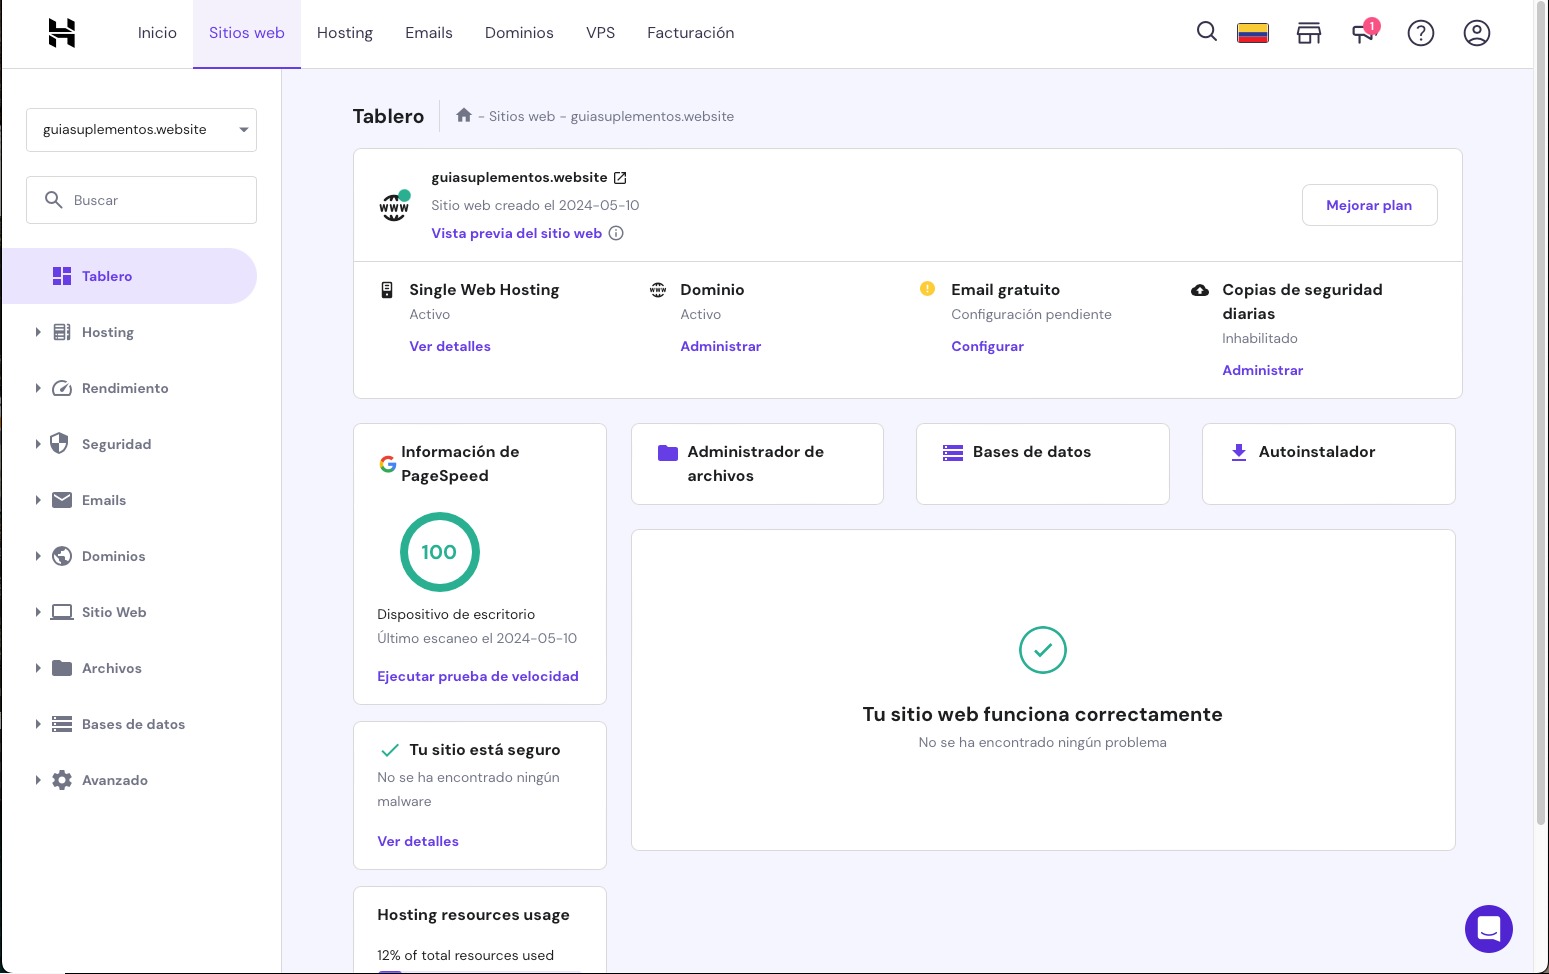 Inicio
Sitios web
Hosting
Emails
Dominios
VPS
Facturación
1
guiasuplementos.website
Buscar
Tablero
Hosting
Rendimiento
Seguridad
Emails
Dominios
Sitio Web
Archivos
Bases de datos
Avanzado
Tablero
- Sitios web - guiasuplementos.website
guiasuplementos.website
Sitio web creado el 2024-05-10
Vista previa del sitio web
www
Mejorar plan
Single Web Hosting
Activo
Ver detalles
www
Dominio
Activo
Administrar
Email gratuito
Configuración pendiente
Configurar
Copias de seguridad
diarias
Inhabilitado
Administrar
Información de
PageSpeed
100
Dispositivo de escritorio
Último escaneo el 2024-05-10
Ejecutar prueba de velocidad
Administrador de
archivos
Bases de datos
Autoinstalador
Tu sitio web funciona correctamente
No se ha encontrado ningún problema
Tu sitio está seguro
No se ha encontrado ningún
malware
Ver detalles
Hosting resources usage
12% of total resources used